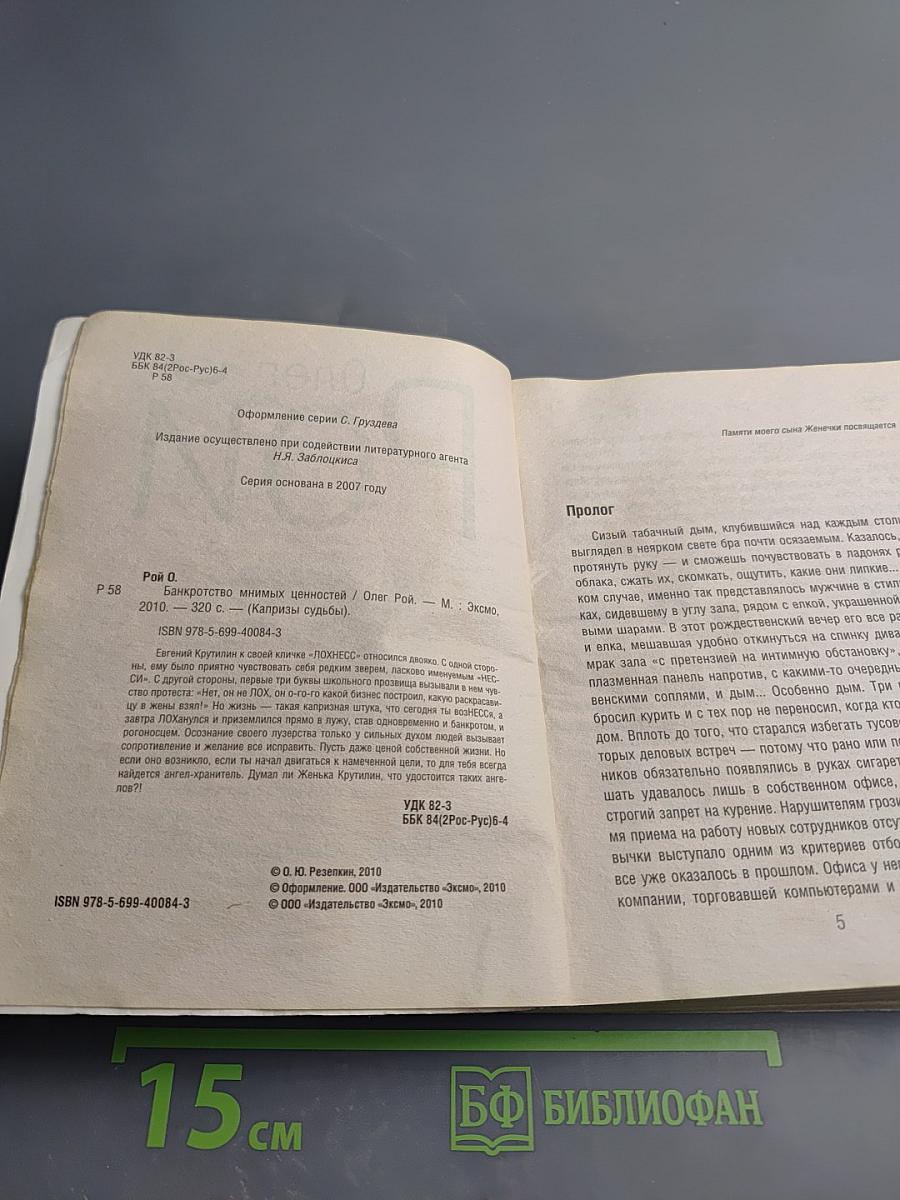 УДК 82-3
ББК 84(2Рос-Рус)6-4
Р 58
Оформление серии С. Груздева
Издание осуществлено при содействии литературного агента
Н.Я. Заблоцкиса
Серия основана в 2007 году
Рой О.
Р 58 Банкротство мнимых ценностей / Олег Рой. — М. : Эксмо,
2010. — 320 с. — (Капризы судьбы).
ISBN 978-5-699-40084-3
Евгений Крутилин к своей кличке «ЛОХНЕСС» относился двояко. С одной сторо-
ны, ему было приятно чувствовать себя редким зверем, ласково именуемым «НЕС-
СИ». С другой стороны, первые три буквы школьного прозвища вызывали в нем чув-
ство протеста: «Нет, он не ЛОХ, он о-го-го какой бизнес построил, какую раскрасави-
цу в жены взял!» Но жизнь — такая капризная штука, что сегодня ты возНЕССя, а
завтра ЛОХанулся и приземлился прямо в лужу, став одновременно и банкротом, и
рогоносцем. Осознание своего лузерства только у сильных духом людей вызывает
сопротивление и желание все исправить. Пусть даже ценой собственной жизни. Но
если оно возникло, если ты начал двигаться к намеченной цели, то для тебя всегда
найдется ангел-хранитель. Думал ли Женька Крутилин, что удостоится таких анге-
лов?!
УДК 82-3
ББК 84(2Рос-Рус)6-4
© О. Ю. Резепкин, 2010
© Оформление. ООО «Издательство «Эксмо», 2010
ISBN 978-5-699-40084-3 © ООО «Издательство «Эксмо», 2010
Памяти моего сына Женечки посвящается
Пролог
Сизый табачный дым, клубившийся над каждым стол
выглядел в неярком свете бра почти осязаемым. Казалось,
протянуть руку — и сможешь почувствовать в ладонях р
облака, сжать их, скомкать, ощутить, какие они липкие...
ком случае, именно так представлялось мужчине в стил
ках, сидевшему в углу зала, рядом с елкой, украшенной
выми шарами. В этот рождественский вечер его все ра
и елка, мешавшая удобно откинуться на спинку дива
мрак зала «с претензией на интимную обстановку»,
плазменная панель напротив, с какими-то очередны
венскими соплями, и дым... Особенно дым. Три
бросил курить и с тех пор не переносил, когда кто
дом. Вплоть до того, что старался избегать тусово
торых деловых встреч — потому что рано или по
ников обязательно появлялись в руках сигарет
шать удавалось лишь в собственном офисе,
строгий запрет на курение. Нарушителям грози
мя приема на работу новых сотрудников отсут
вычки выступало одним из критериев отбо
все уже оказалось в прошлом. Офиса у не
компании, торговавшей компьютерами и
5
15 см
БФ БИБЛИОФАН